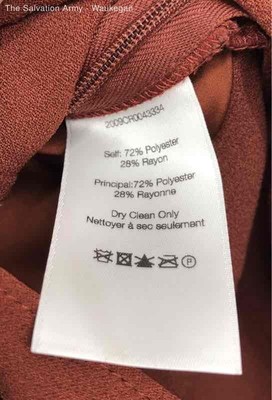 The Salvation Army - Waukegan
2009CR0043334
Self: 72% Polyester
28% Rayon
Principal:72% Polyester
28% Rayonne
Dry Clean Only
Nettoyer à sec seulement
P